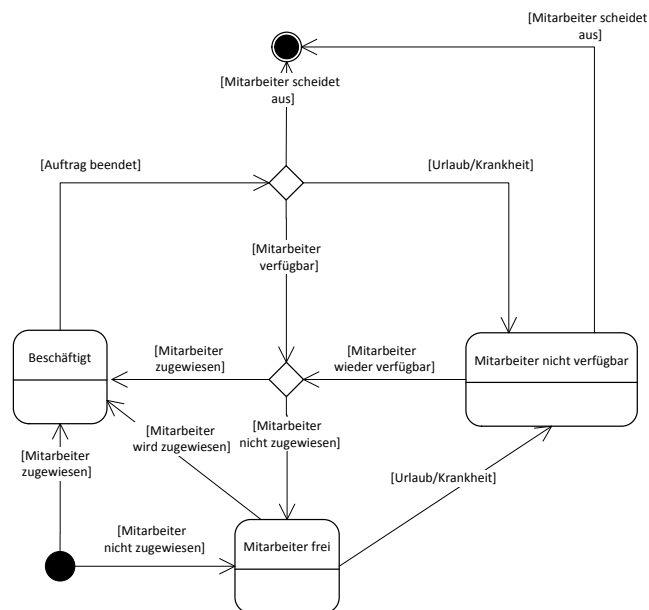 [Mitarbeiter scheidet
aus]
[Mitarbeiter scheidet
aus]
[Auftrag beendet]
[Urlaub/Krankheit]
[Mitarbeiter
verfügbar]
Beschäftigt
[Mitarbeiter
zugewiesen]
[Mitarbeiter
wieder verfügbar]
Mitarbeiter nicht verfügbar
[Mitarbeiter
wird zugewiesen]
[Mitarbeiter
nicht zugewiesen]
[Mitarbeiter
zugewiesen]
[Urlaub/Krankheit]
[Mitarbeiter
nicht zugewiesen]
Mitarbeiter frei